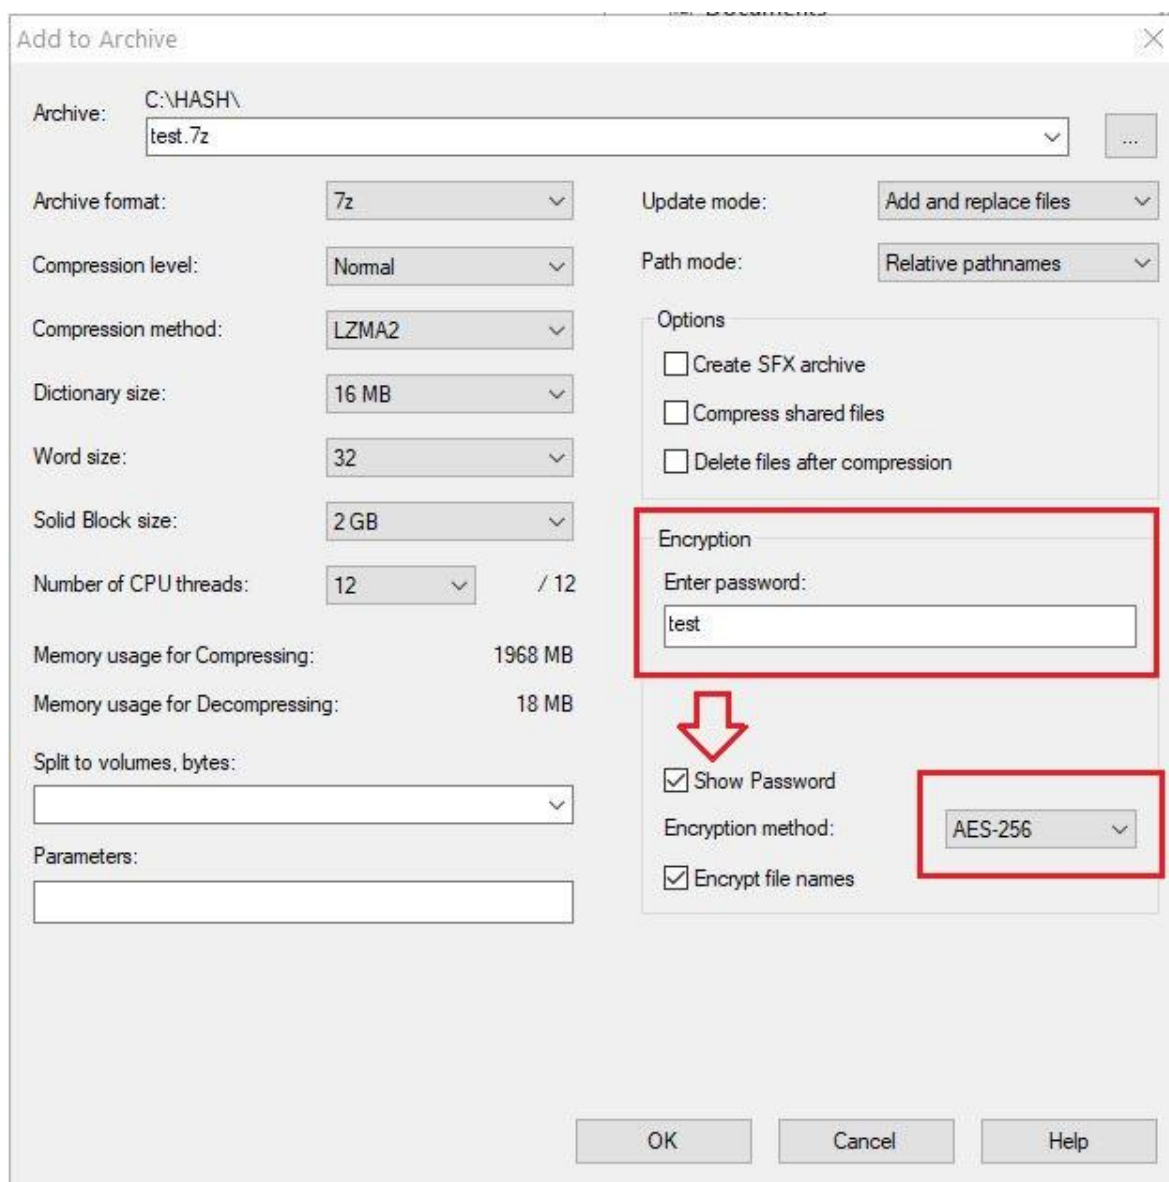 Add to Archive
Archive:
C:\HASH\
test.7z
...
Archive format:
7z
Compression level:
Normal
Compression method:
LZMA2
Dictionary size:
16 MB
Word size:
32
Solid Block size:
2 GB
Number of CPU threads:
12
/ 12
Memory usage for Compressing:
1968 MB
Memory usage for Decompressing:
18 MB
Split to volumes, bytes:
Parameters:
Update mode:
Add and replace files
Path mode:
Relative pathnames
Options
Create SFX archive
Compress shared files
Delete files after compression
Encryption
Enter password:
test
Show Password
Encryption method:
AES-256
Encrypt file names
OK
Cancel
Help